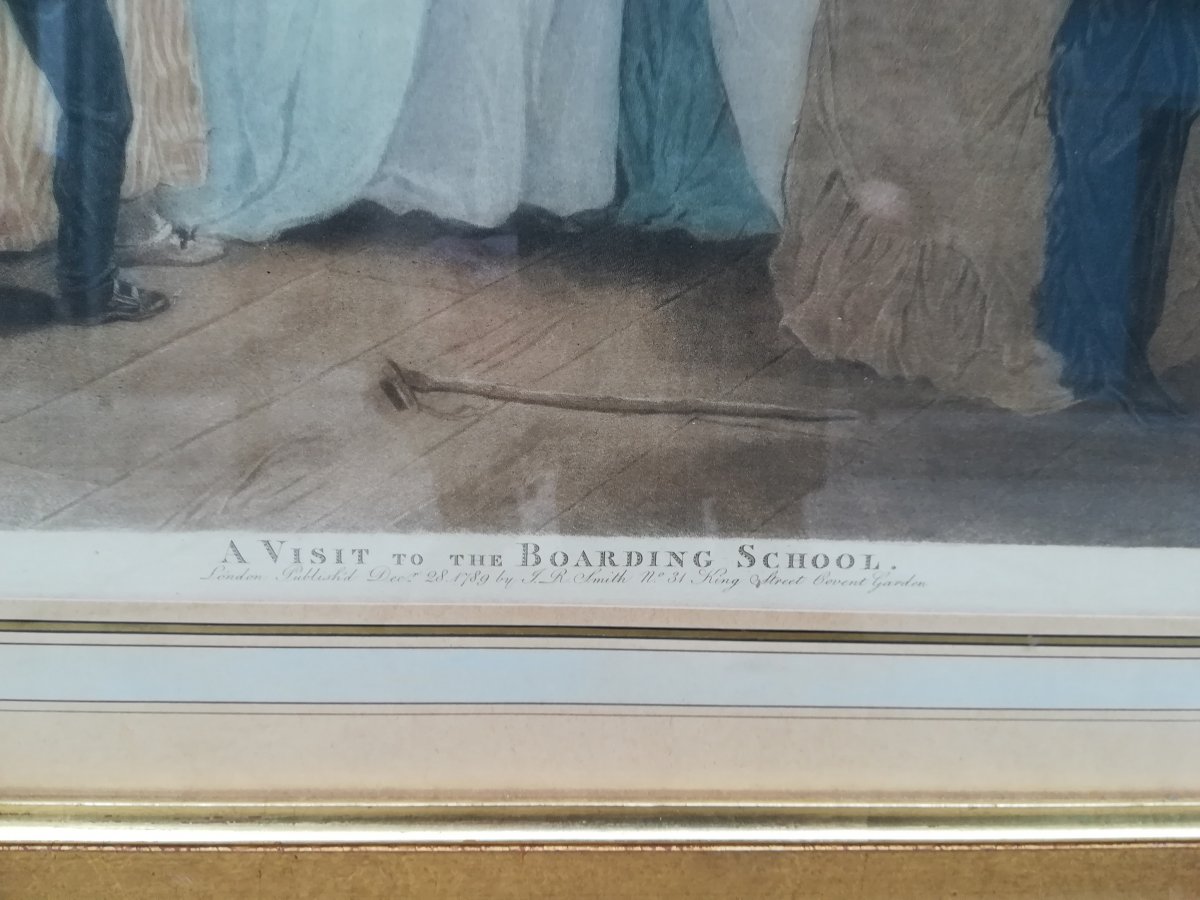 A VISIT TO THE BOARDING SCHOOL.
London Publish'd Decr. 28. 1789 by J. R. Smith No. 31 King Street Covent Garden